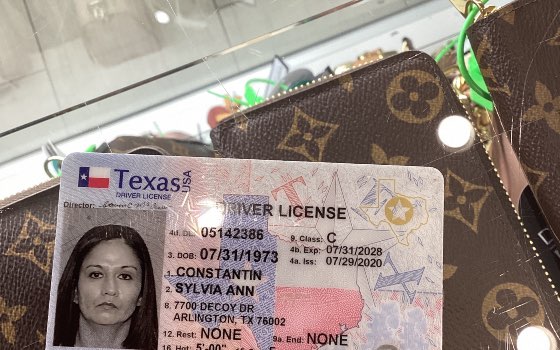 Texas USA
DRIVER LICENSE
Director:
DRIVER LICENSE
4d. DL: 05142386 9. Class: C
3. DOB: 07/31/1973 4b. Exp: 07/31/2028
4a. Iss: 07/29/2020
1. CONSTANTIN
2. SYLVIA ANN
8. 7700 DECOY DR
ARLINGTON, TX 76002
12. Rest: NONE 9a. End: NONE
16. Hgt: 5'-00"